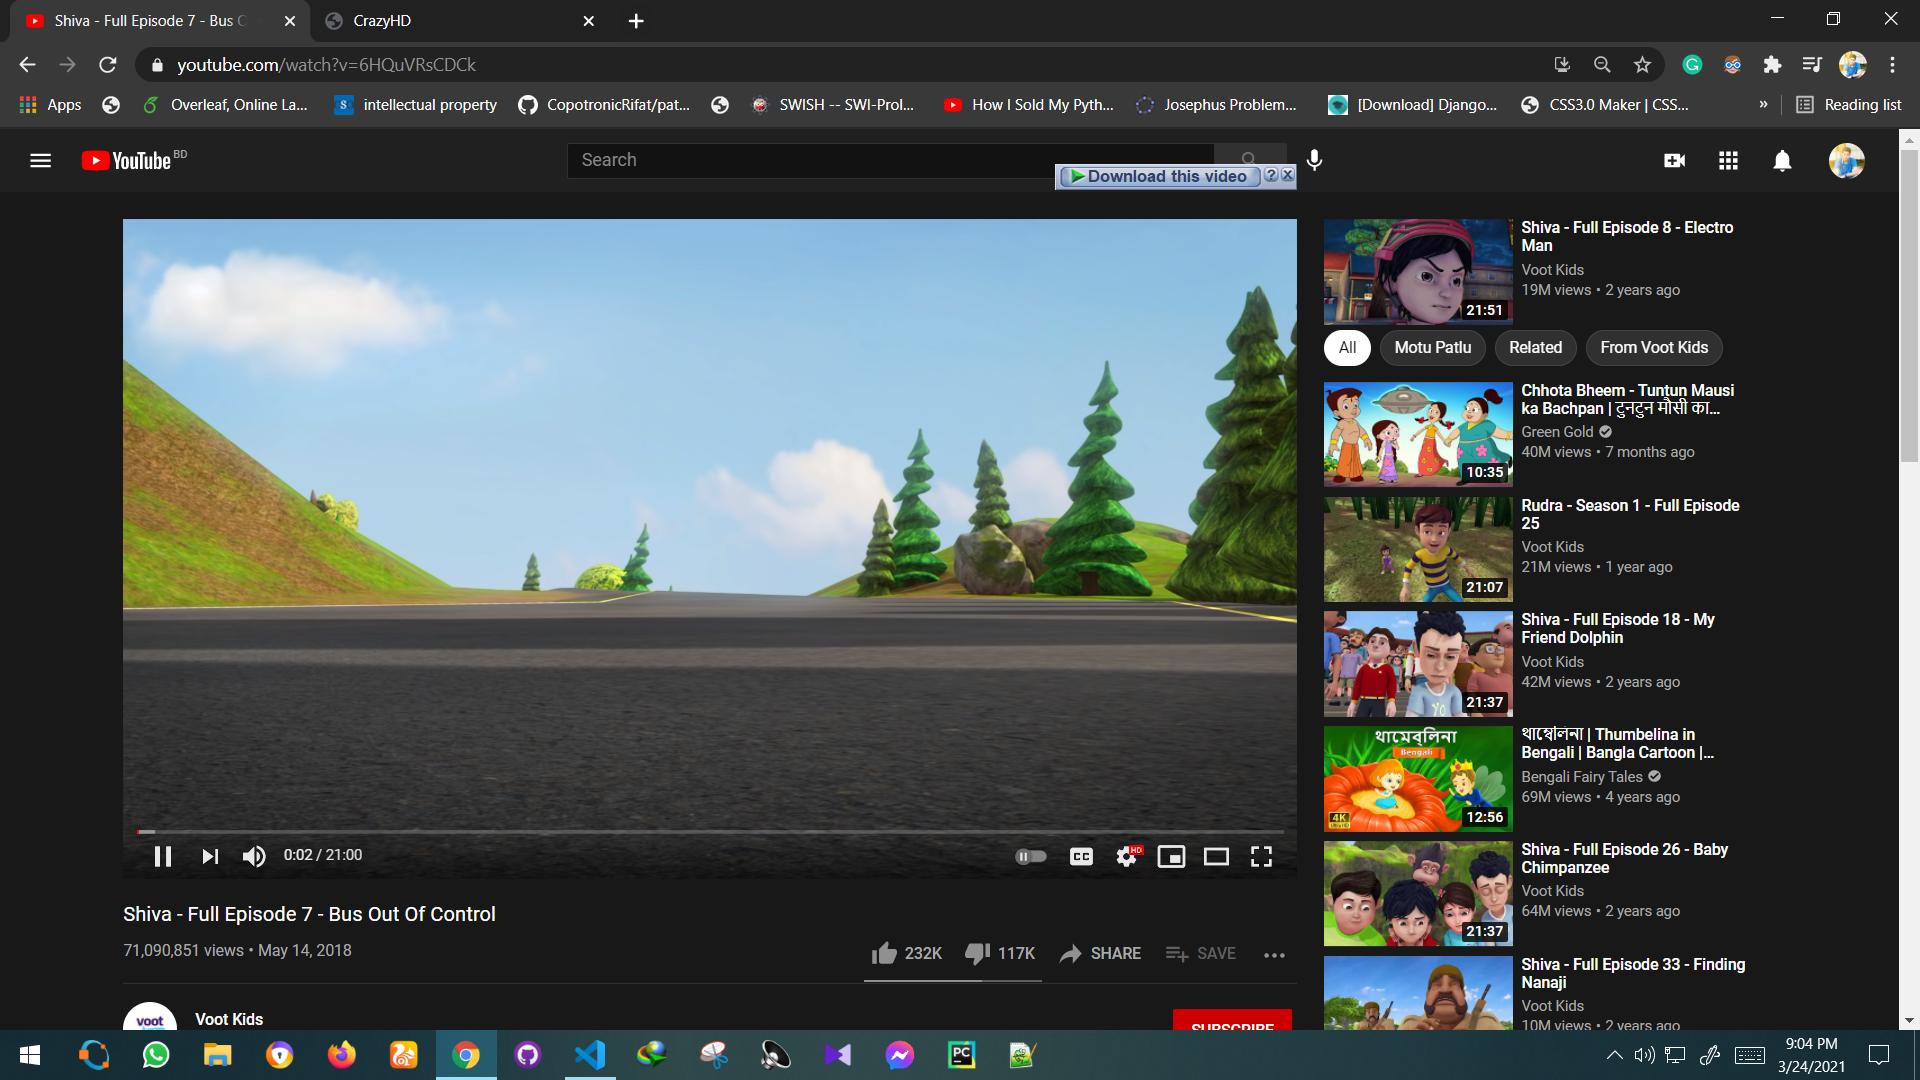 Shiva - Full Episode 7 - Bus
CrazyHD
youtube.com/watch?v=6HQuVRsCDCk
Apps
Overleaf, Online La...
intellectual property
CopotronicRifat/pat...
SWISH -- SWI-Prol...
How I Sold My Pyth...
Josephus Problem...
[Download] Django...
CSS3.0 Maker | CSS...
»
Reading list
YouTube BD
Search
Download this video
Shiva - Full Episode 8 - Electro
Man
Voot Kids
19M views • 2 years ago
21:51
All
Motu Patlu
Related
From Voot Kids
Chhota Bheem - Tuntun Mausi
ka Bachpan | टुनटुन मौसी का...
Green Gold
40M views • 7 months ago
10:35
Rudra - Season 1 - Full Episode
25
Voot Kids
21M views • 1 year ago
21:07
Shiva - Full Episode 18 - My
Friend Dolphin
Voot Kids
42M views • 2 years ago
21:37
YO
থামেব্লিনা
Bengali
4K
12:56
| Thumbelina in
Bengali | Bangla Cartoon |...
Bengali Fairy Tales
69M views • 4 years ago
Shiva - Full Episode 26 - Baby
Chimpanzee
Voot Kids
64M views • 2 years ago
21:37
Shiva - Full Episode 33 - Finding
Nanaji
Voot Kids
10M views • 2 years ago
0:02 / 21:00
CC
HD
Shiva - Full Episode 7 - Bus Out Of Control
71,090,851 views • May 14, 2018
232K
117K
SHARE
SAVE
voot
Voot Kids
SUBSCRIBE
PC
9:04 PM
3/24/2021